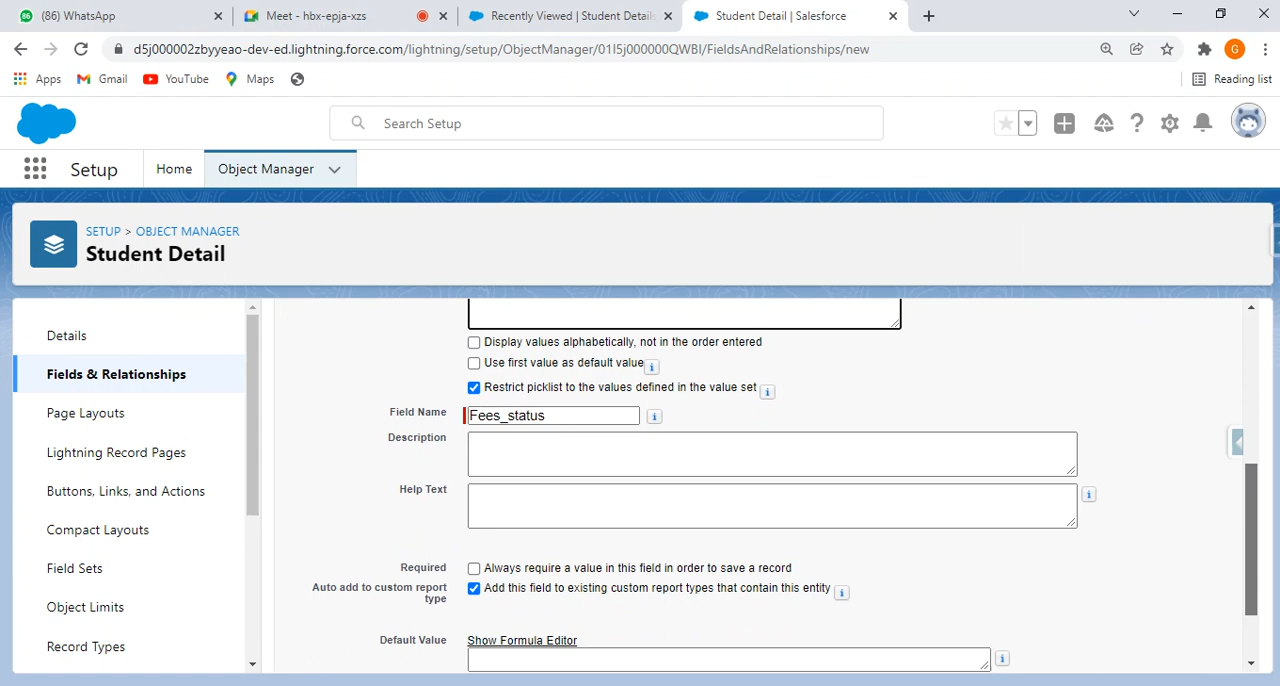 (86) WhatsApp
Meet - hbx-epja-xzs
Recently Viewed | Student Details
Student Detail | Salesforce
d5j000002zbyyeao-dev-ed.lightning.force.com/lightning/setup/ObjectManager/01I5j000000QWBI/FieldsAndRelationships/new
G
Apps
Gmail
YouTube
Maps
Reading list
Search Setup
Setup
Home
Object Manager
SETUP > OBJECT MANAGER
Student Detail
Details
Fields & Relationships
Page Layouts
Lightning Record Pages
Buttons, Links, and Actions
Compact Layouts
Field Sets
Object Limits
Record Types
Display values alphabetically, not in the order entered
Use first value as default value
Restrict picklist to the values defined in the value set
Field Name
Fees_status
Description
Help Text
Required
Always require a value in this field in order to save a record
Auto add to custom report
type
Add this field to existing custom report types that contain this entity
Default Value
Show Formula Editor